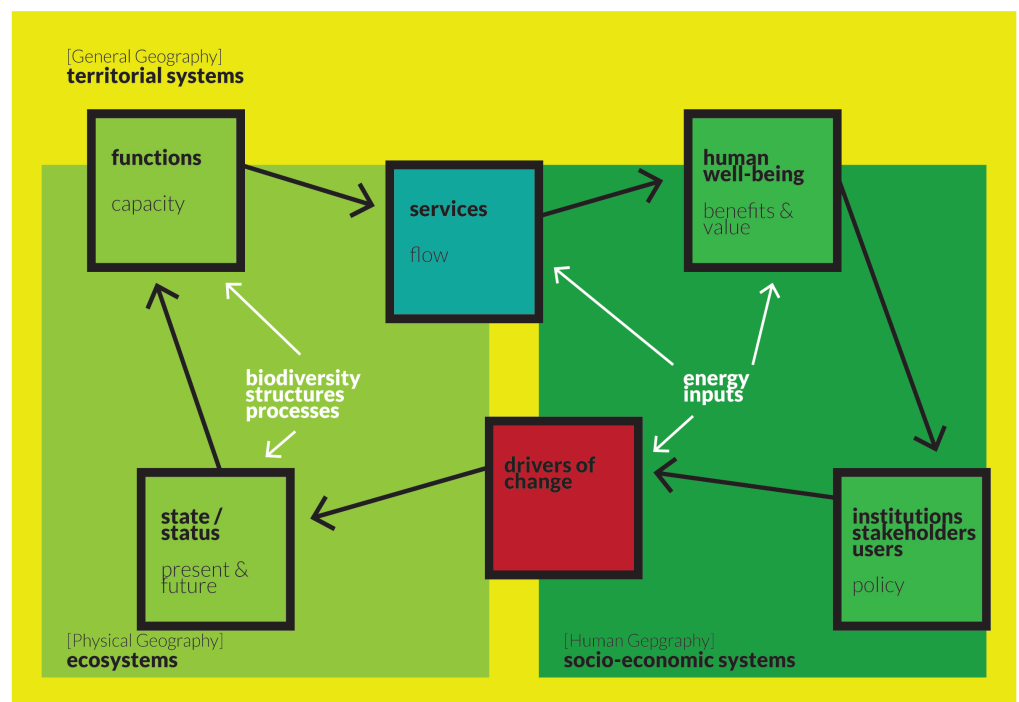 [General Geography]
territorial systems
functions
capacity
services
flow
human
well-being
benefits &
value
biodiversity
structures
processes
energy
inputs
drivers of
change
state /
status
present &
future
institutions
stakeholders
users
policy
[Physical Geography]
ecosystems
[Human Gepgraphy]
socio-economic systems